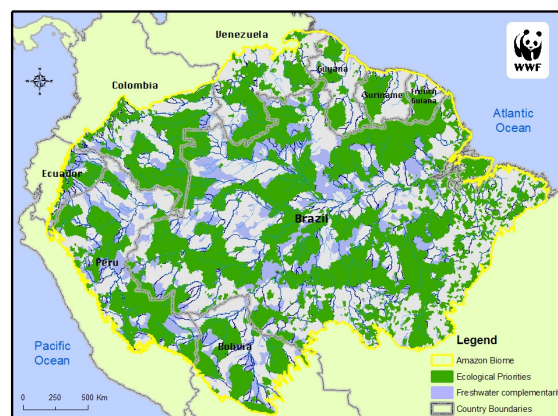 Venezuela
WWF
Guyana
Colombia
Suriname
French
Guiana
Atlantic
Ocean
Ecuador
Brazil
Peru
Bolivia
Pacific
Ocean
Legend
Amazon Biome
Ecological Priorities
Freshwater complementari
Country Boundaries
0 250 500 Km